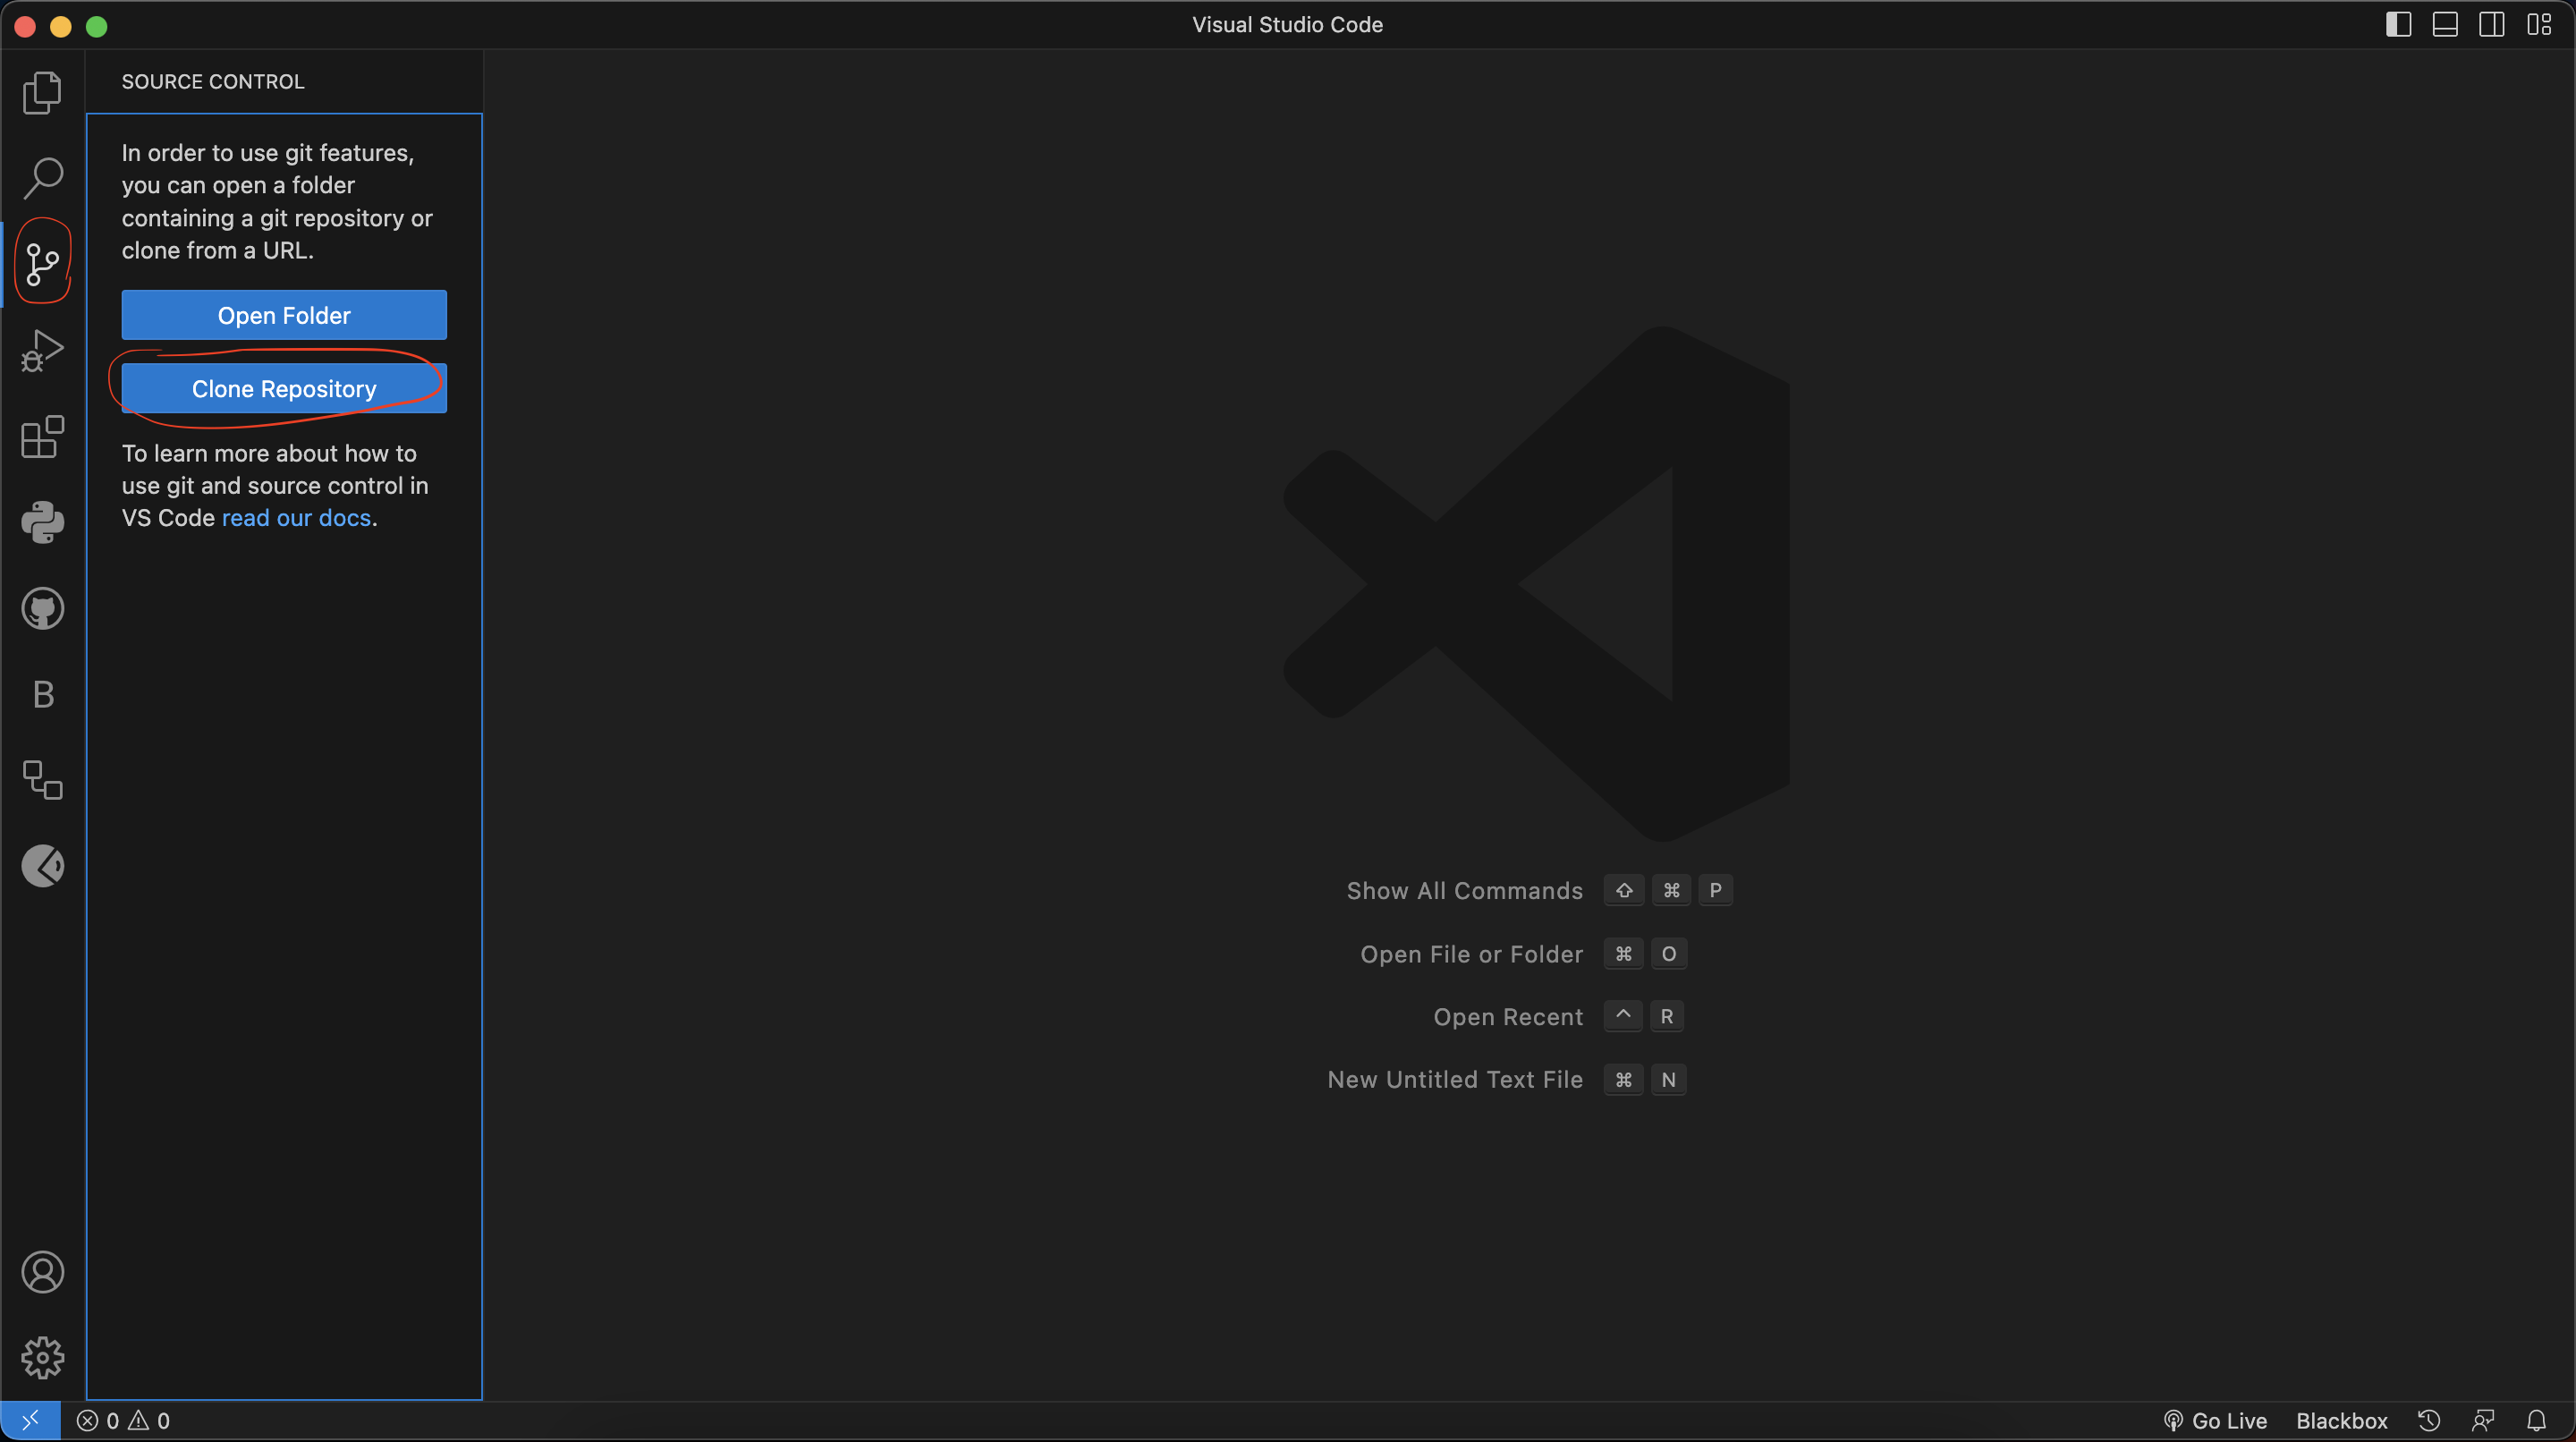 Visual Studio Code
SOURCE CONTROL
In order to use git features,
you can open a folder
containing a git repository or
clone from a URL.
Open Folder
Clone Repository
To learn more about how to
use git and source control in
VS Code read our docs.
B
Show All Commands ⇧ ⌘ P
Open File or Folder ⌘ O
Open Recent ^ R
New Untitled Text File ⌘ N
0 0
Go Live Blackbox